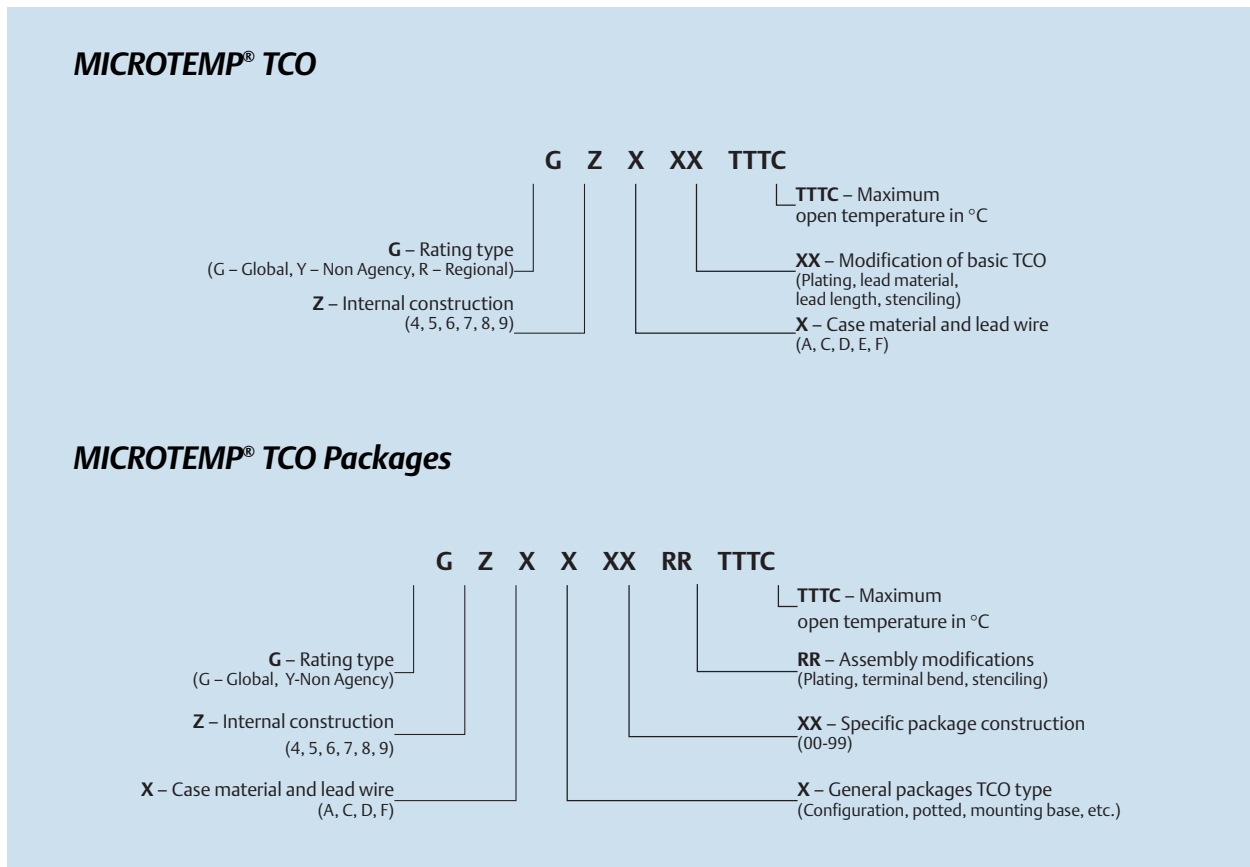 MICROTEMP® TCO
G Z X XX TTTC
TTTC – Maximum
open temperature in °C
G – Rating type
(G – Global, Y – Non Agency, R – Regional)
XX – Modification of basic TCO
(Plating, lead material,
lead length, stenciling)
Z – Internal construction
(4, 5, 6, 7, 8, 9)
X – Case material and lead wire
(A, C, D, E, F)
MICROTEMP® TCO Packages
G Z X X XX RR TTTC
TTTC – Maximum
open temperature in °C
G – Rating type
(G – Global, Y-Non Agency)
RR – Assembly modifications
(Plating, terminal bend, stenciling)
Z – Internal construction
(4, 5, 6, 7, 8, 9)
XX – Specific package construction
(00-99)
X – Case material and lead wire
(A, C, D, F)
X – General packages TCO type
(Configuration, potted, mounting base, etc.)